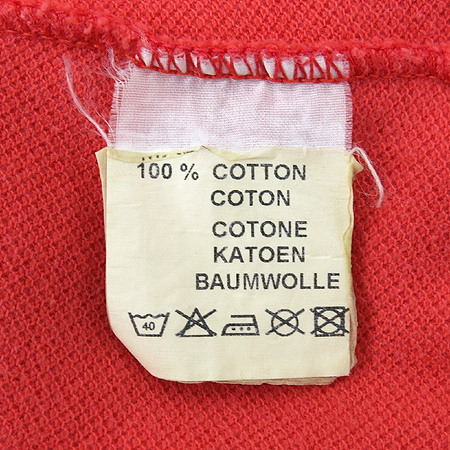 100 % COTTON
COTON
COTONE
KATOEN
BAUMWOLLE
40